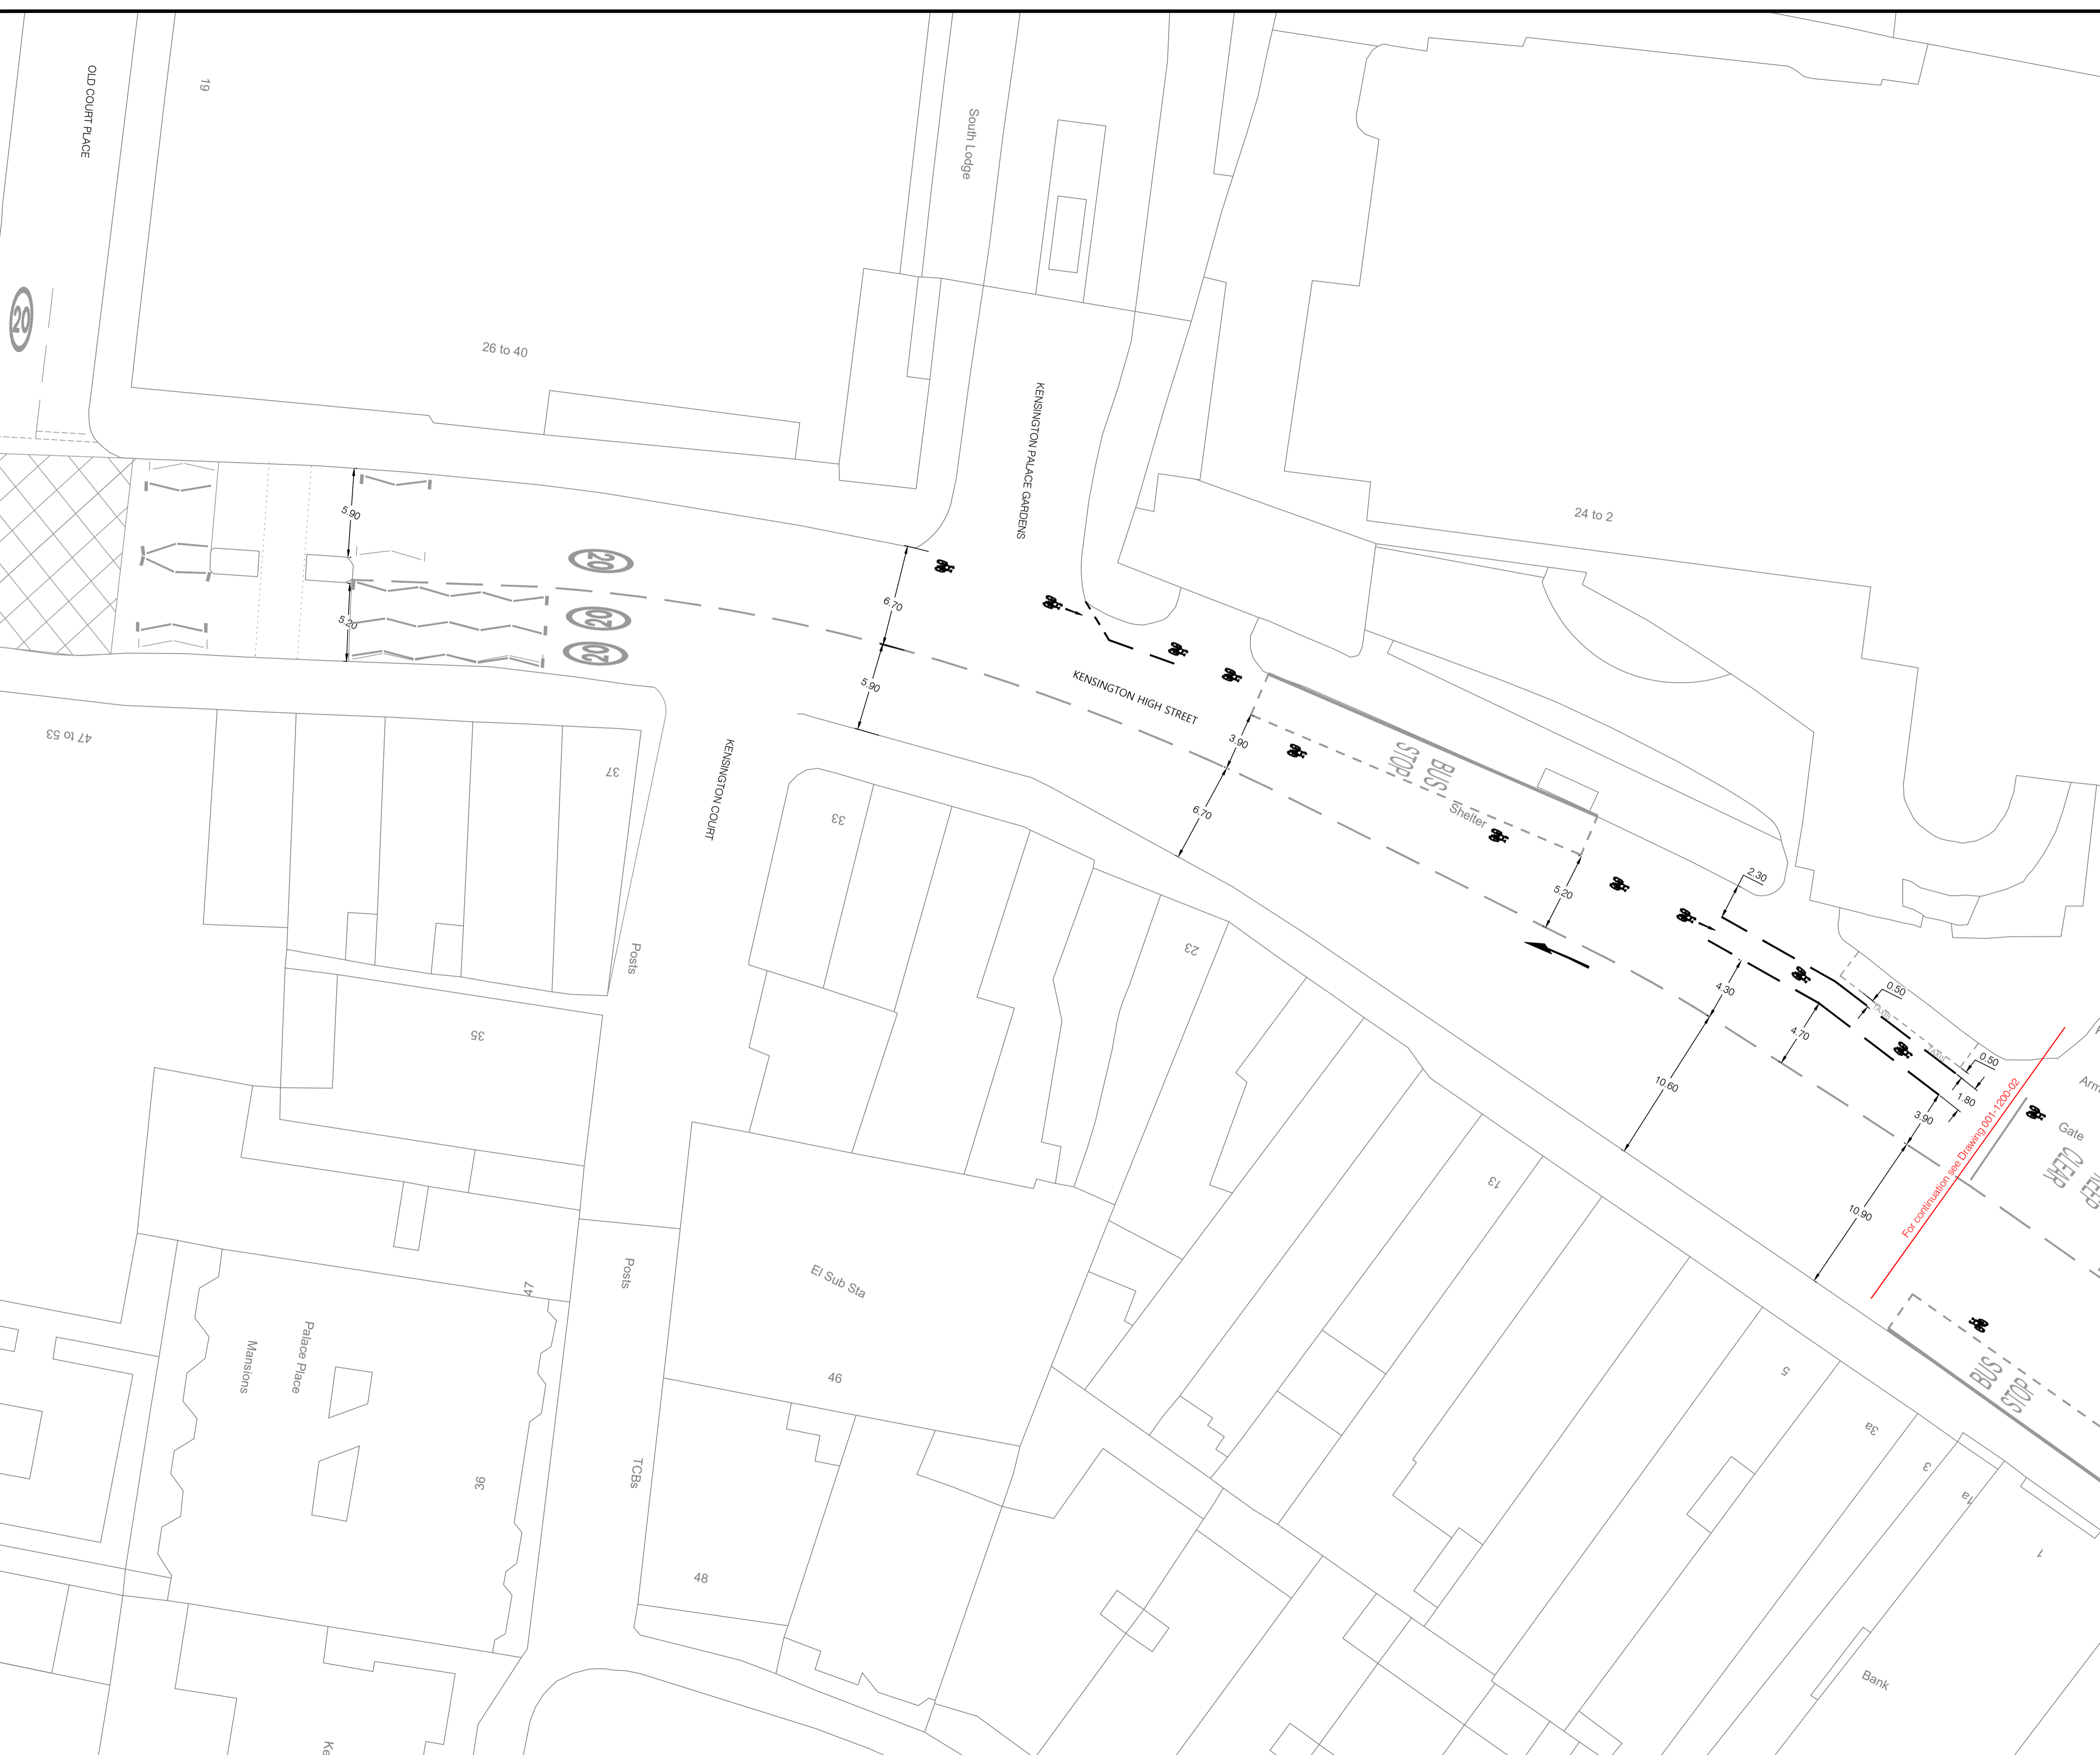 OLD COURT PLACE
19
South Lodge
20
26 to 40
KENSINGTON PALACE GARDENS
24 to 2
5.90
20
20
20
5.20
6.70
5.90
KENSINGTON HIGH STREET
47 to 53
37
KENSINGTON COURT
33
3.90
6.70
BUS
STOP
Shelter
5.20
2.30
23
Posts
4.30
0.50
TAXIS
4.70
TAXIS
0.50
10.60
1.80
3.90
35
For continuation see Drawing 001-1200-02
Gate
KEEP
CLEAR
10.90
13
El Sub Sta
Posts
47
Palace Place
Mansions
46
BUS
STOP
5
3a
3
1a
1
36
TCBs
48
Bank